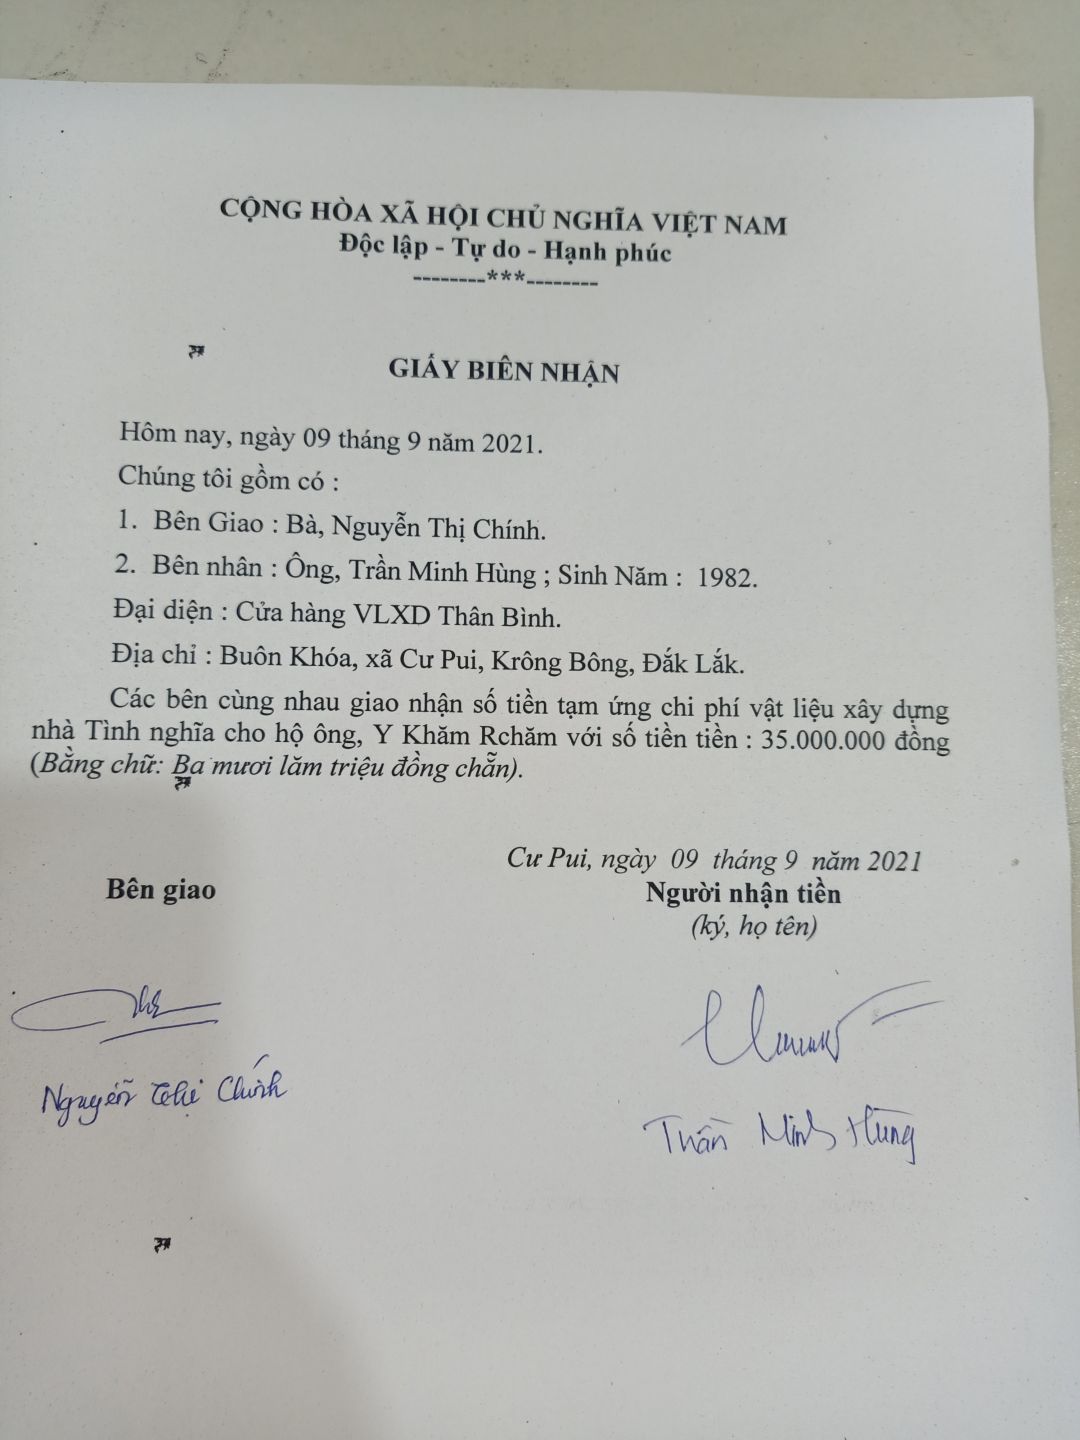 CỘNG HÒA XÃ HỘI CHỦ NGHĨA VIỆT NAM
Độc lập - Tự do - Hạnh phúc
--------***--------
GIẤY BIÊN NHẬN
Hôm nay, ngày 09 tháng 9 năm 2021.
Chúng tôi gồm có :
1. Bên Giao : Bà, Nguyễn Thị Chính.
2. Bên nhân : Ông, Trần Minh Hùng ; Sinh Năm : 1982.
Đại diện : Cửa hàng VLXD Thân Bình.
Địa chỉ : Buôn Khóa, xã Cư Pui, Krông Bông, Đắk Lắk.
Các bên cùng nhau giao nhận số tiền tạm ứng chi phí vật liệu xây dựng
nhà Tình nghĩa cho hộ ông, Y Khăm Rchăm với số tiền tiền : 35.000.000 đồng
(Bằng chữ: Ba mươi lăm triệu đồng chẵn).
Cư Pui, ngày 09 tháng 9 năm 2021
Bên giao
Người nhận tiền
(ký, họ tên)
Nguyễn Thị Chính
Trần Minh Hùng